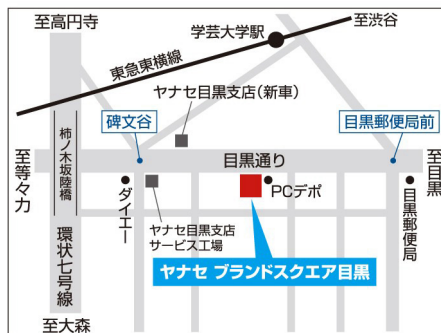 至高円寺
学芸大学駅
至渋谷
東急東横線
ヤナセ目黒支店(新車)
碑文谷
目黒郵便局前
柿ノ木坂陸橋
至等々力
目黒通り
至目黒
ダイエー
ヤナセ目黒支店
サービス工場
PCデポ
目黒郵便局
環状七号線
ヤナセ ブランドスクエア目黒
至大森